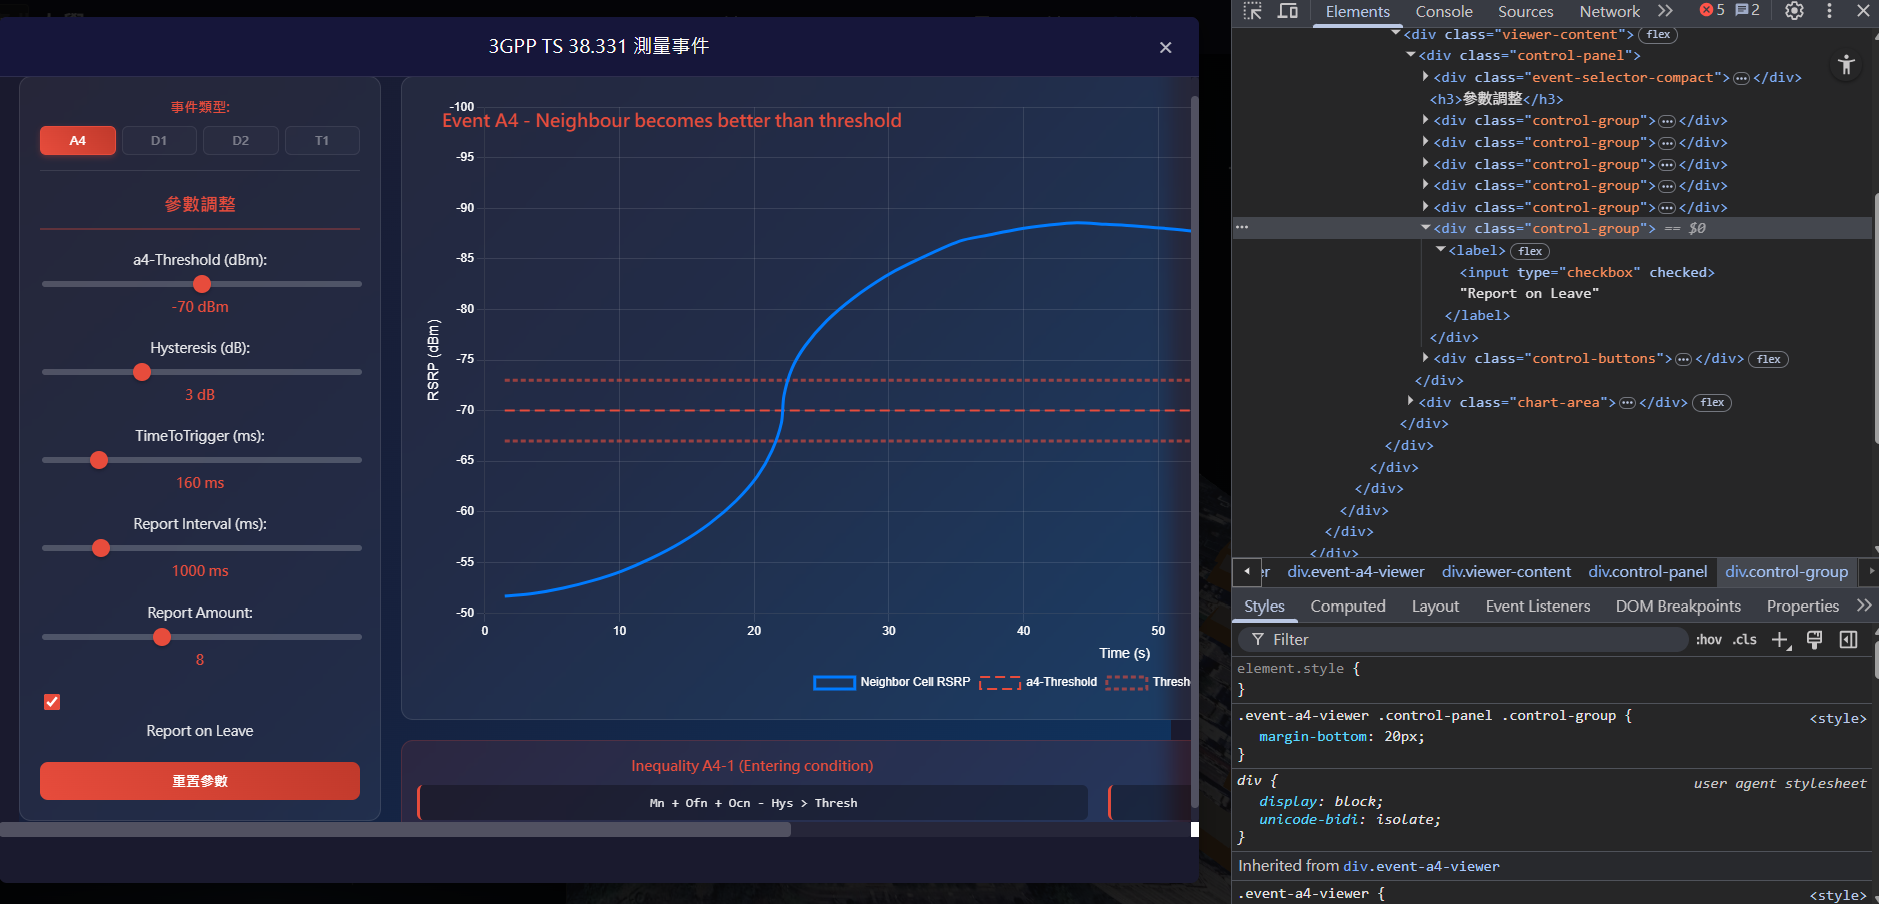 3GPP TS 38.331 測量事件
×
事件類型:
A4
D1
D2
T1
參數調整
a4-Threshold (dBm):
-70 dBm
Hysteresis (dB):
3 dB
TimeToTrigger (ms):
160 ms
Report Interval (ms):
1000 ms
Report Amount:
8
Report on Leave
重置參數
Event A4 - Neighbour becomes better than threshold
-100
-95
-90
-85
-80
-75
-70
-65
-60
-55
-50
RSRP (dBm)
0 10 20 30 40 50
Time (s)
Neighbor Cell RSRP a4-Threshold Thresh
Inequality A4-1 (Entering condition)
Mn + Ofn + Ocn - Hys > Thresh
Elements Console Sources Network 5 2
<div class="viewer-content"> flex
<div class="control-panel">
<div class="event-selector-compact"> ⋯ </div>
<h3>參數調整</h3>
<div class="control-group"> ⋯ </div>
<div class="control-group"> ⋯ </div>
<div class="control-group"> ⋯ </div>
<div class="control-group"> ⋯ </div>
<div class="control-group"> ⋯ </div>
<div class="control-group"> == $0
<label> flex
<input type="checkbox" checked>
"Report on Leave"
</label>
</div>
<div class="control-buttons"> ⋯ </div> flex
</div>
<div class="chart-area"> ⋯ </div> flex
</div>
</div>
</div>
</div>
</div>
</div>
</div>
er div.event-a4-viewer div.viewer-content div.control-panel div.control-group
Styles Computed Layout Event Listeners DOM Breakpoints Properties
Filter :hov .cls
element.style {
}
.event-a4-viewer .control-panel .control-group { <style>
margin-bottom: 20px;
}
div { user agent stylesheet
display: block;
unicode-bidi: isolate;
}
Inherited from div.event-a4-viewer
.event-a4-viewer { <style>